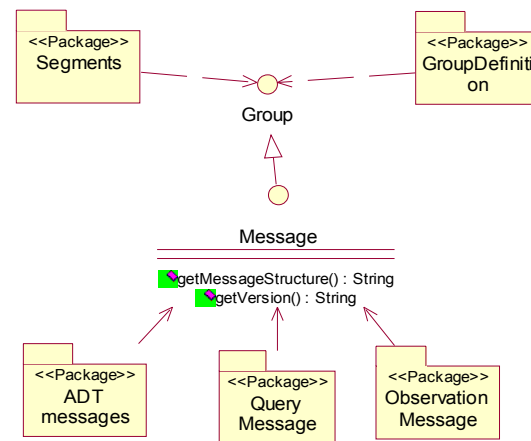 <<Package>>
Segments
<<Package>>
GroupDefiniti
on
Group
Message
getMessageStructure() : String
getVersion() : String
<<Package>>
ADT
messages
<<Package>>
Query
Message
<<Package>>
Observation
Message